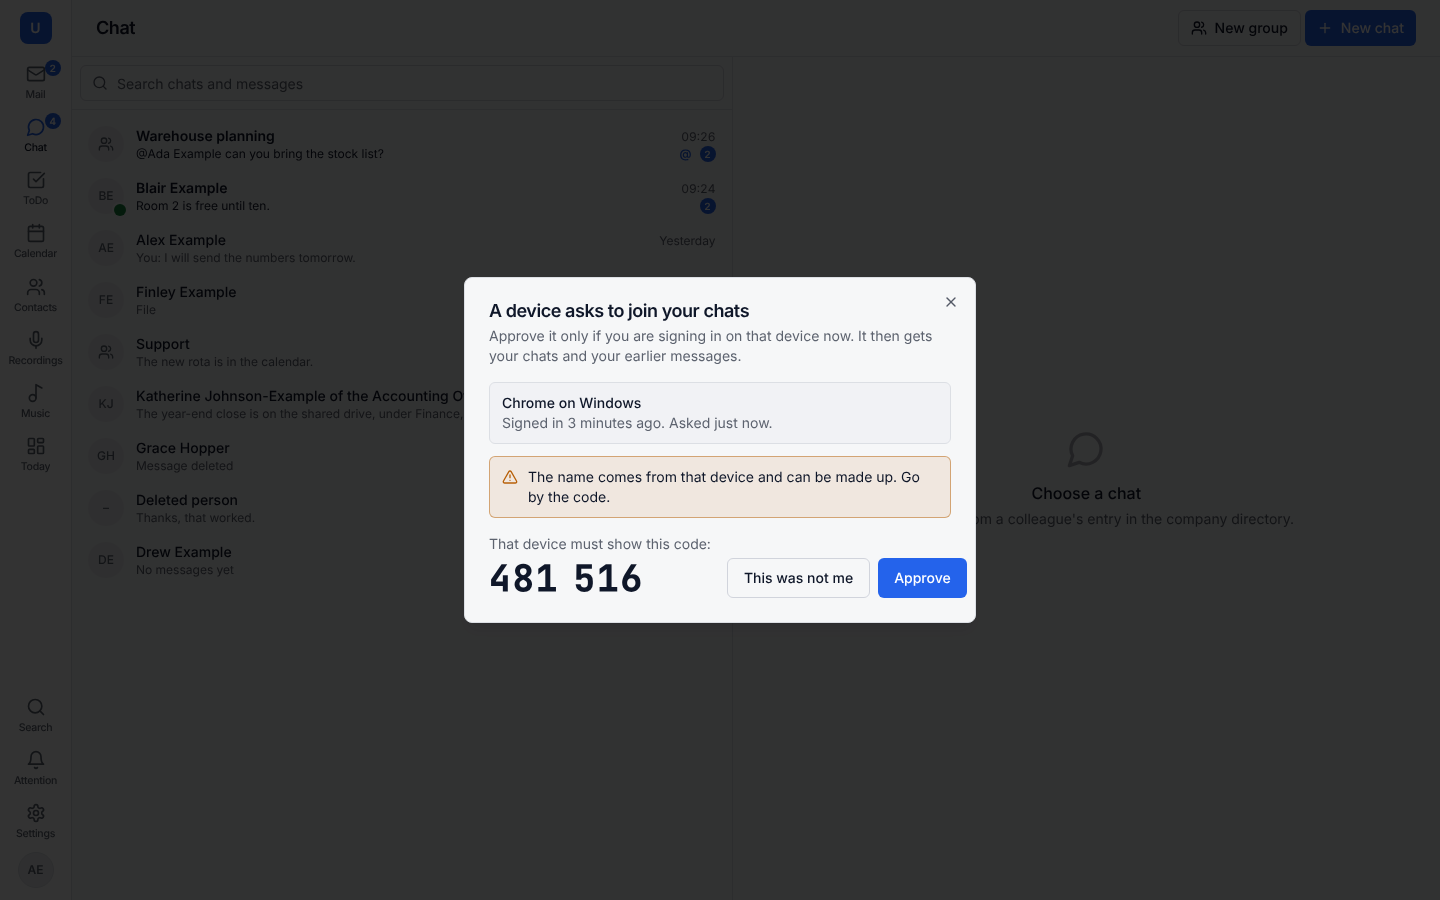 U
Chat
New group
New chat
2
Mail
4
Chat
ToDo
Calendar
Contacts
Recordings
Music
Today
Search
Attention
Settings
AE
Search chats and messages
Warehouse planning
09:26
@Ada Example can you bring the stock list?
@ 2
BE
Blair Example
09:24
Room 2 is free until ten.
2
AE
Alex Example
Yesterday
You: I will send the numbers tomorrow.
FE
Finley Example
File
Support
The new rota is in the calendar.
KJ
Katherine Johnson-Example of the Accounting
The year-end close is on the shared drive, under Finance,
GH
Grace Hopper
Message deleted
–
Deleted person
Thanks, that worked.
DE
Drew Example
No messages yet
Choose a chat
a colleague's entry in the company directory.
A device asks to join your chats
Approve it only if you are signing in on that device now. It then gets
your chats and your earlier messages.
Chrome on Windows
Signed in 3 minutes ago. Asked just now.
The name comes from that device and can be made up. Go
by the code.
That device must show this code:
481 516
This was not me
Approve